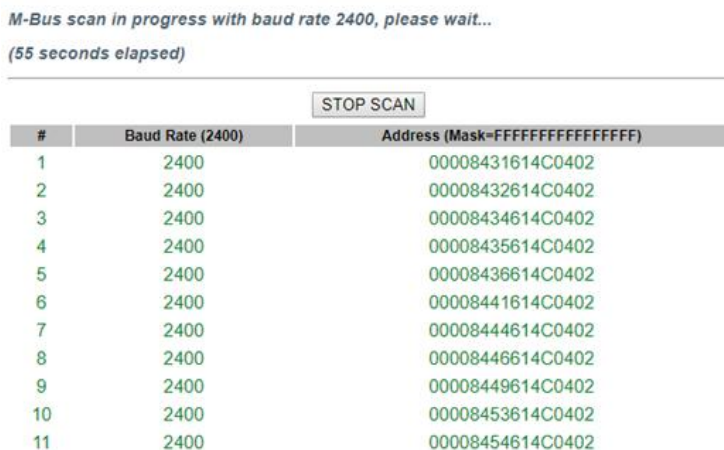 M-Bus scan in progress with baud rate 2400, please wait...
(55 seconds elapsed)
STOP SCAN
# Baud Rate (2400) Address (Mask=FFFFFFFFFFFFFFFF)
1 2400 00008431614C0402
2 2400 00008432614C0402
3 2400 00008434614C0402
4 2400 00008435614C0402
5 2400 00008436614C0402
6 2400 00008441614C0402
7 2400 00008444614C0402
8 2400 00008446614C0402
9 2400 00008449614C0402
10 2400 00008453614C0402
11 2400 00008454614C0402